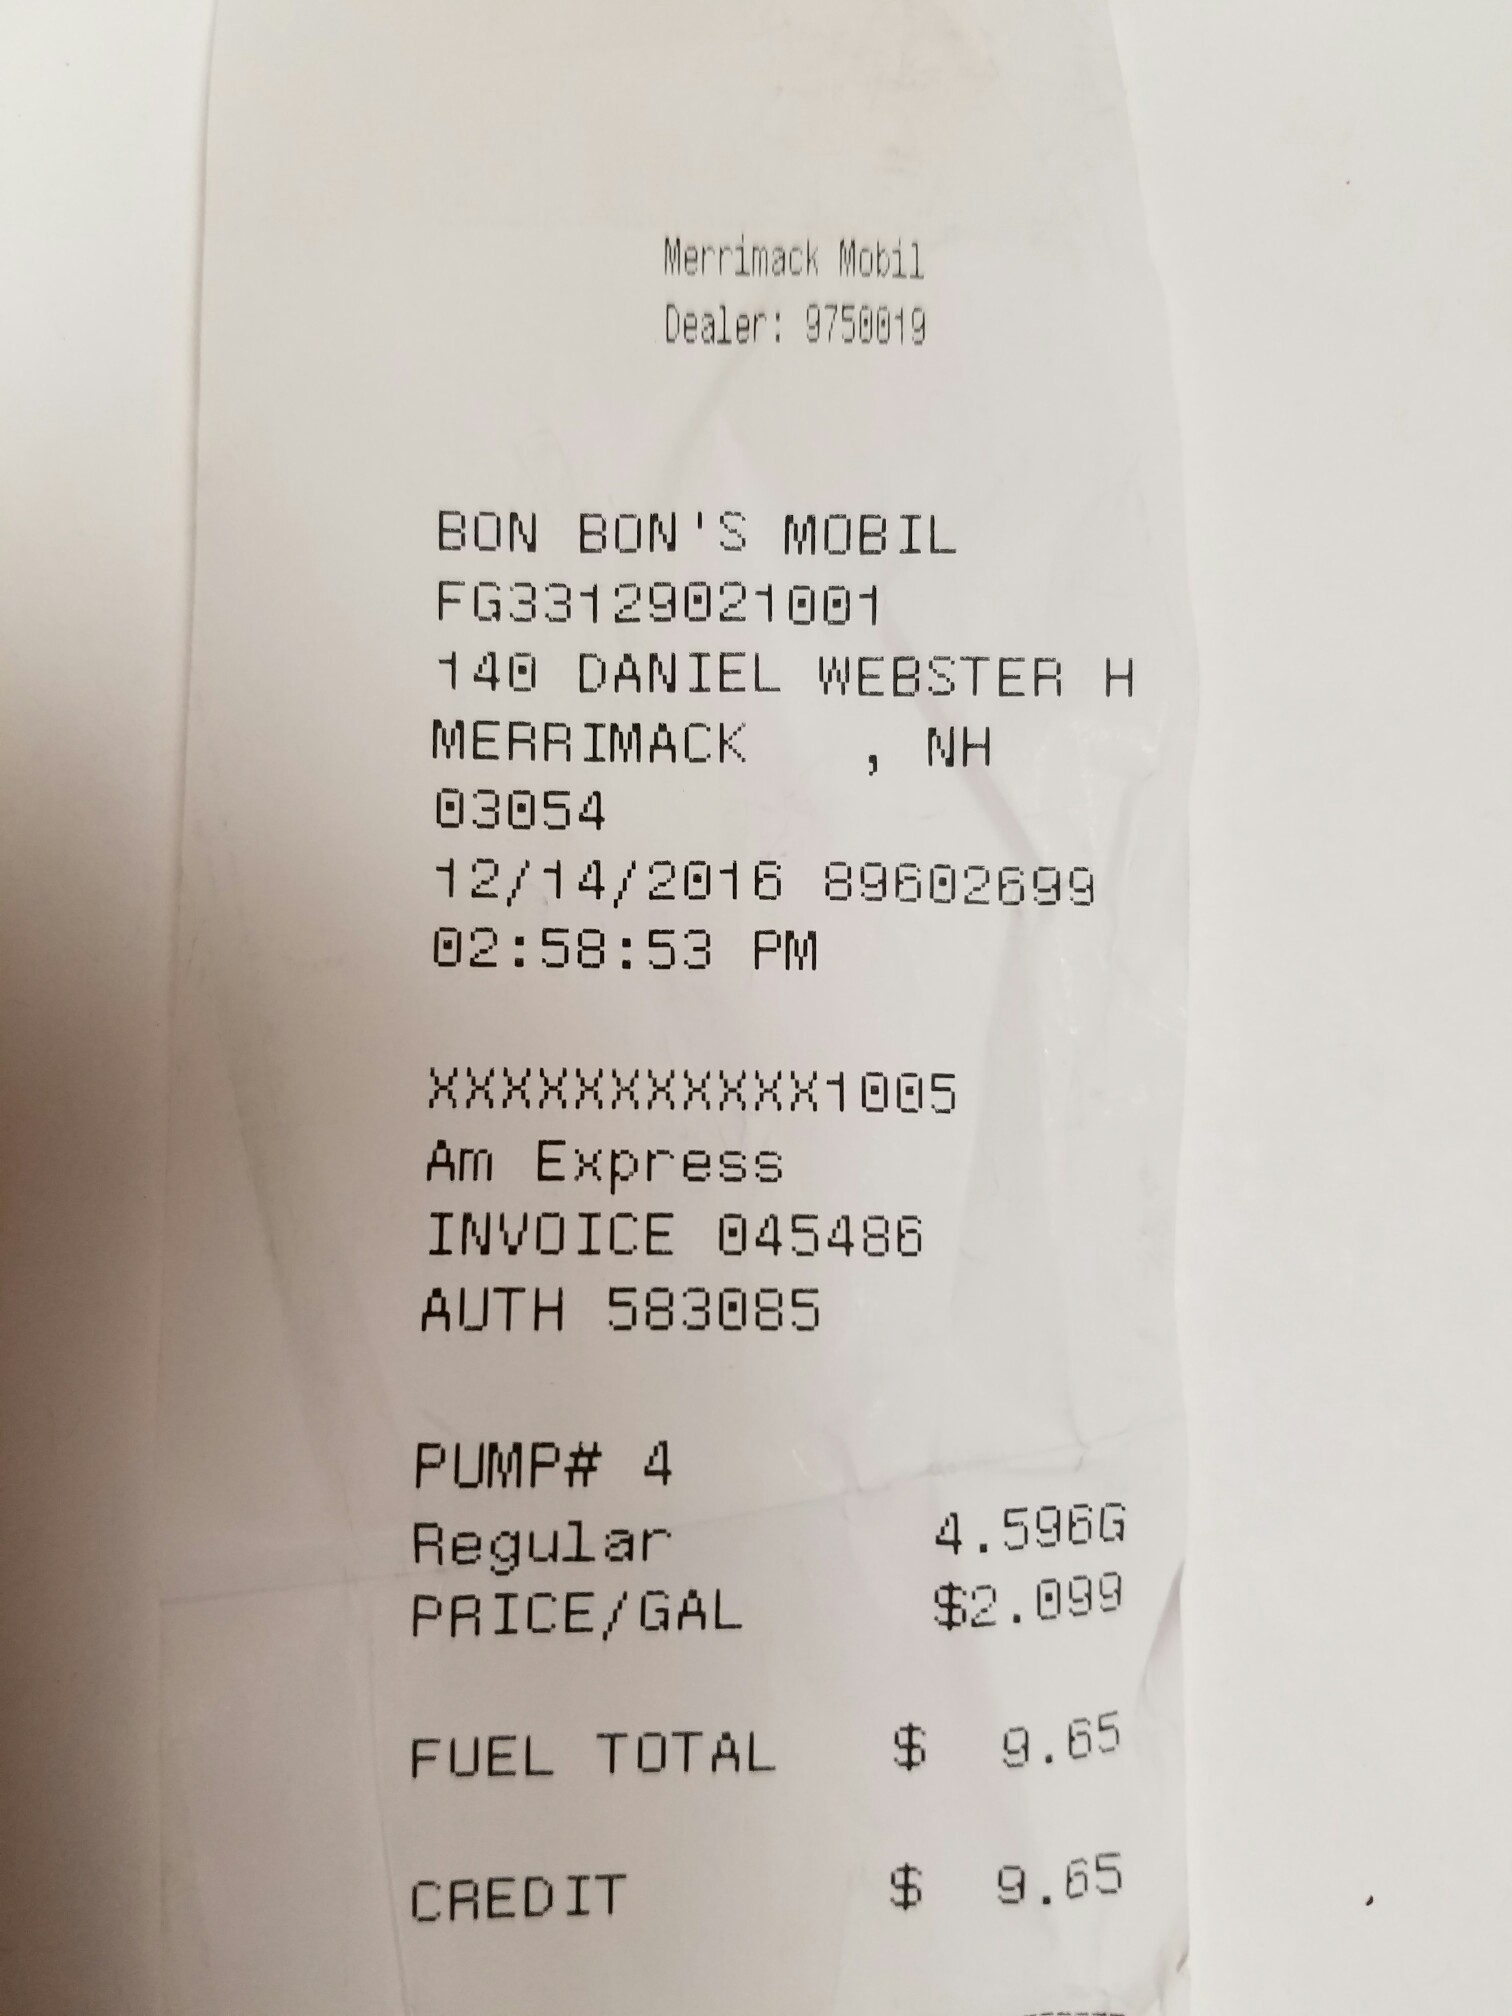 Merrimack Mobil
Dealer: 9750019
BON BON'S MOBIL
FG33129021001
140 DANIEL WEBSTER H
MERRIMACK , NH
03054
12/14/2016 89602699
02:58:53 PM
XXXXXXXXXXX1005
Am Express
INVOICE 045486
AUTH 583085
PUMP# 4
Regular 4.596G
PRICE/GAL $2.099
FUEL TOTAL $ 9.65
CREDIT $ 9.65